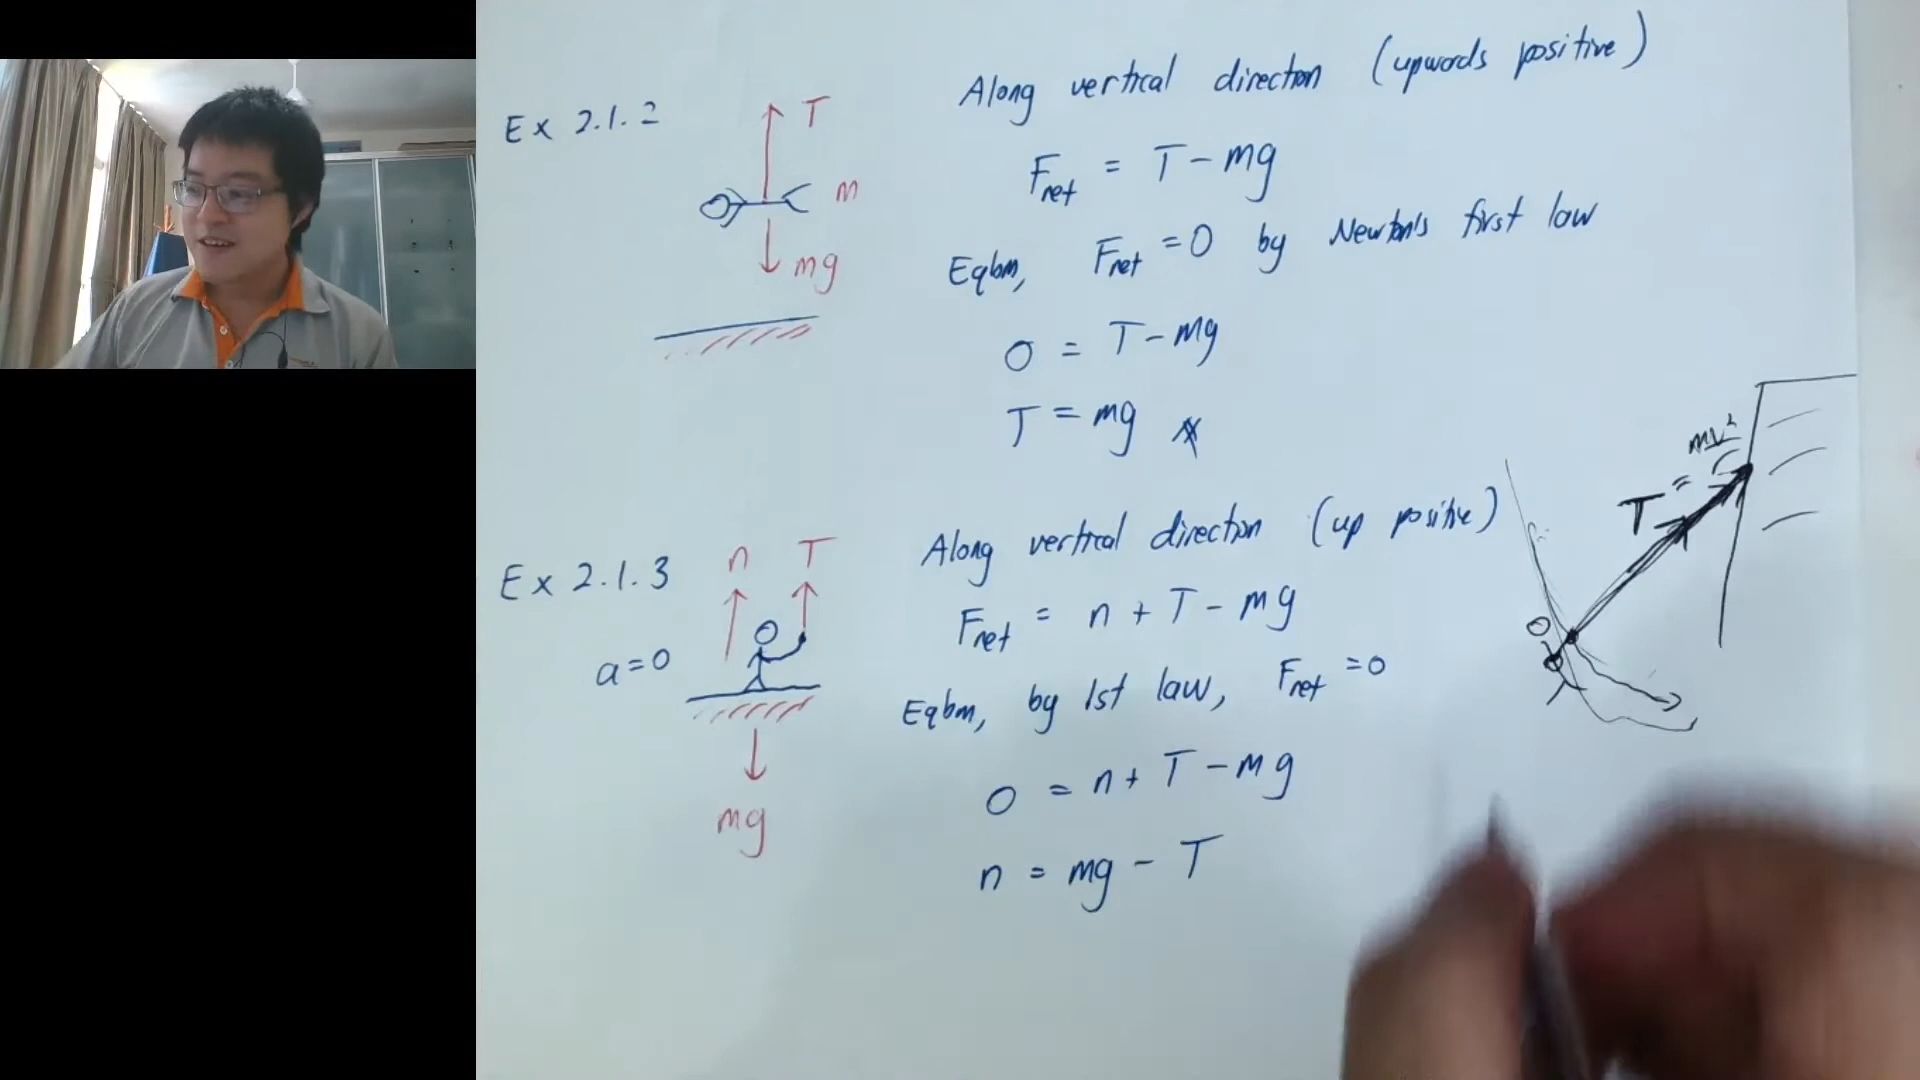 Ex 2.1.2
T
m
mg
Along vertical direction (upwards positive)
Fnet = T - mg
Eqbm, Fnet = 0 by Newton's first law
0 = T - mg
T = mg
Ex 2.1.3
n T
a = 0
mg
Along vertical direction (up positive)
Fnet = n + T - mg
Eqbm, by 1st law, Fnet = 0
0 = n + T - mg
n = mg - T
mv²
T =